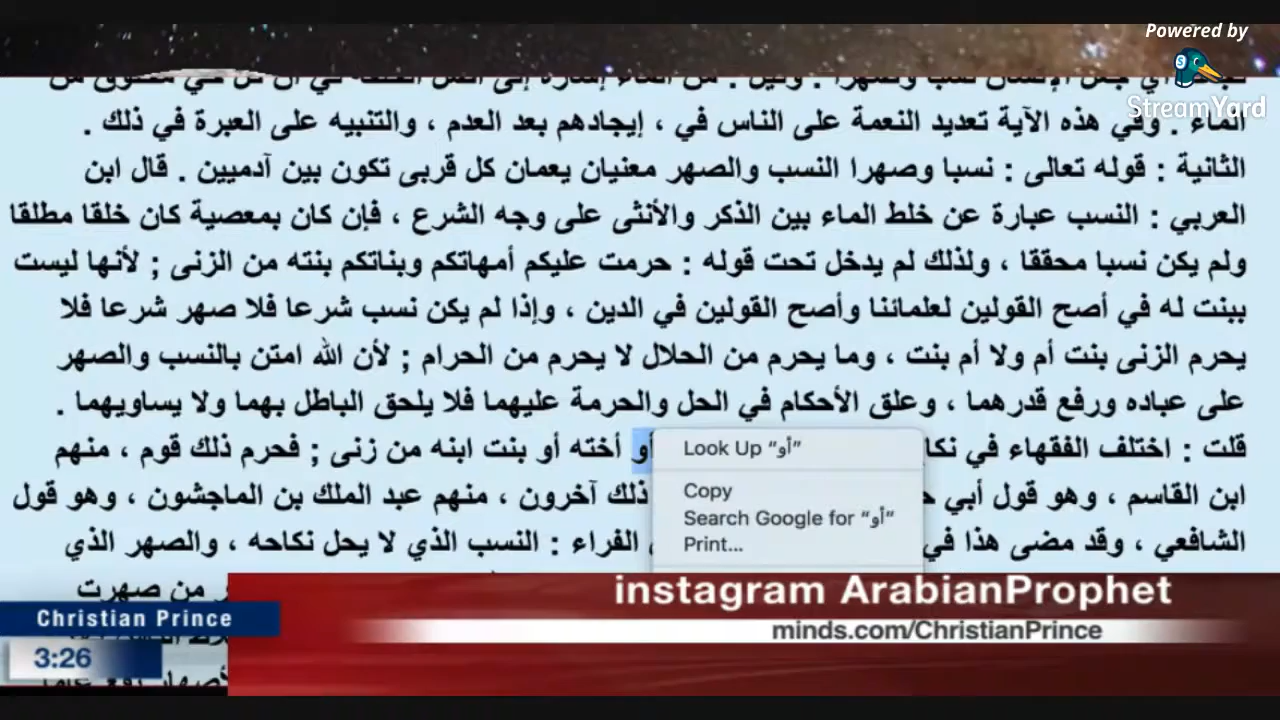 Powered by
StreamYard
الماء . وفي هذه الآية تعديد النعمة على الناس في ، إيجادهم بعد العدم ، والتنبيه على العبرة في ذلك .
الثانية : قوله تعالى : نسبا وصهرا النسب والصهر معنيان يعمان كل قربى تكون بين آدميين . قال ابن
العربي : النسب عبارة عن خلط الماء بين الذكر والأنثى على وجه الشرع ، فإن كان بمعصية كان خلقا مطلقا
ولم يكن نسبا محققا ، ولذلك لم يدخل تحت قوله : حرمت عليكم أمهاتكم وبناتكم بنته من الزنى ; لأنها ليست
ببنت له في أصح القولين لعلمائنا وأصح القولين في الدين ، وإذا لم يكن نسب شرعا فلا صهر شرعا فلا
يحرم الزنى بنت أم ولا أم بنت ، وما يحرم من الحلال لا يحرم من الحرام ; لأن الله امتن بالنسب والصهر
على عباده ورفع قدرهما ، وعلق الأحكام في الحل والحرمة عليهما فلا يلحق الباطل بهما ولا يساويهما .
قلت : اختلف الفقهاء في أو أخته أو بنت ابنه من زنى ; فحرم ذلك قوم ، منهم
ابن القاسم ، وهو قول أبي ذلك آخرون ، منهم عبد الملك بن الماجشون ، وهو قول
الشافعي ، وقد مضى هذا في الفراء : النسب الذي لا يحل نكاحه ، والصهر الذي
من صهرت
Look Up “أو”
Copy
Search Google for “أو”
Print...
instagram ArabianProphet
minds.com/ChristianPrince
Christian Prince
3:26